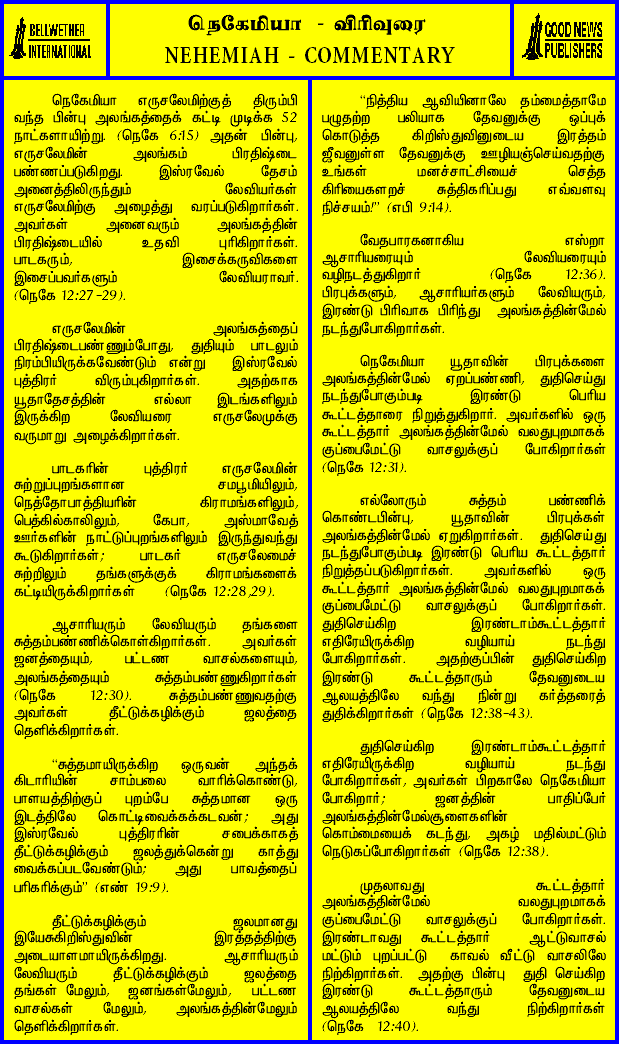 BELLWETHER
INTERNATIONAL
நெகேமியா - விரிவுரை
NEHEMIAH - COMMENTARY
GOOD NEWS
PUBLISHERS
நெகேமியா எருசலேமிற்குத் திரும்பி
வந்த பின்பு அலங்கத்தைக் கட்டி முடிக்க 52
நாட்களாயிற்று. (நெகே 6:15) அதன் பின்பு,
எருசலேமின் அலங்கம் பிரதிஷ்டை
பண்ணப்படுகிறது. இஸ்ரவேல் தேசம்
அனைத்திலிருந்தும் லேவியர்கள்
எருசலேமிற்கு அழைத்து வரப்படுகிறார்கள்.
அவர்கள் அனைவரும் அலங்கத்தின்
பிரதிஷ்டையில் உதவி புரிகிறார்கள்.
பாடகரும், இசைக்கருவிகளை
இசைப்பவர்களும் லேவியராவர்.
(நெகே 12:27-29).
எருசலேமின் அலங்கத்தைப்
பிரதிஷ்டைபண்ணும்போது, துதியும் பாடலும்
நிரம்பியிருக்கவேண்டும் என்று இஸ்ரவேல்
புத்திரர் விரும்புகிறார்கள். அதற்காக
யூதாதேசத்தின் எல்லா இடங்களிலும்
இருக்கிற லேவியரை எருசலேமுக்கு
வருமாறு அழைக்கிறார்கள்.
பாடகரின் புத்திரர் எருசலேமின்
சுற்றுப்புறங்களான சமபூமியிலும்,
நெத்தோபாத்தியரின் கிராமங்களிலும்,
பெத்கில்காலிலும், கேபா, அஸ்மாவேத்
ஊர்களின் நாட்டுப்புறங்களிலும் இருந்துவந்து
கூடுகிறார்கள்; பாடகர் எருசலேமைச்
சுற்றிலும் தங்களுக்குக் கிராமங்களைக்
கட்டியிருக்கிறார்கள் (நெகே 12:28,29).
ஆசாரியரும் லேவியரும் தங்களை
சுத்தம்பண்ணிக்கொள்கிறார்கள். அவர்கள்
ஜனத்தையும், பட்டண வாசல்களையும்,
அலங்கத்தையும் சுத்தம்பண்ணுகிறார்கள்
(நெகே 12:30). சுத்தம்பண்ணுவதற்கு
அவர்கள் தீட்டுக்கழிக்கும் ஜலத்தை
தெளிக்கிறார்கள்.
“சுத்தமாயிருக்கிற ஒருவன் அந்தக்
கிடாரியின் சாம்பலை வாரிக்கொண்டு,
பாளயத்திற்குப் புறம்பே சுத்தமான ஒரு
இடத்திலே கொட்டிவைக்கக்கடவன்; அது
இஸ்ரவேல் புத்திரரின் சபைக்காகத்
தீட்டுக்கழிக்கும் ஜலத்துக்கென்று காத்து
வைக்கப்படவேண்டும்; அது பாவத்தைப்
பரிகரிக்கும்” (எண் 19:9).
தீட்டுக்கழிக்கும் ஜலமானது
இயேசுகிறிஸ்துவின் இரத்தத்திற்கு
அடையாளமாயிருக்கிறது. ஆசாரியரும்
லேவியரும் தீட்டுக்கழிக்கும் ஜலத்தை
தங்கள் மேலும், ஜனங்கள்மேலும், பட்டண
வாசல்கள் மேலும், அலங்கத்தின்மேலும்
தெளிக்கிறார்கள்.
“நித்திய ஆவியினாலே தம்மைத்தாமே
பழுதற்ற பலியாக தேவனுக்கு ஒப்புக்
கொடுத்த கிறிஸ்துவினுடைய இரத்தம்
ஜீவனுள்ள தேவனுக்கு ஊழியஞ்செய்வதற்கு
உங்கள் மனச்சாட்சியைச் செத்த
கிரியைகளறச் சுத்திகரிப்பது எவ்வளவு
நிச்சயம்!” (எபி 9:14).
வேதபாரகனாகிய எஸ்றா
ஆசாரியரையும் லேவியரையும்
வழிநடத்துகிறார் (நெகே 12:36).
பிரபுக்களும், ஆசாரியர்களும் லேவியரும்,
இரண்டு பிரிவாக பிரிந்து அலங்கத்தின்மேல்
நடந்துபோகிறார்கள்.
நெகேமியா யூதாவின் பிரபுக்களை
அலங்கத்தின்மேல் ஏறப்பண்ணி, துதிசெய்து
நடந்துபோகும்படி இரண்டு பெரிய
கூட்டத்தாரை நிறுத்துகிறார். அவர்களில் ஒரு
கூட்டத்தார் அலங்கத்தின்மேல் வலதுபுறமாகக்
குப்பைமேட்டு வாசலுக்குப் போகிறார்கள்
(நெகே 12:31).
எல்லோரும் சுத்தம் பண்ணிக்
கொண்டபின்பு, யூதாவின் பிரபுக்கள்
அலங்கத்தின்மேல் ஏறுகிறார்கள். துதிசெய்து
நடந்துபோகும்படி இரண்டு பெரிய கூட்டத்தார்
நிறுத்தப்படுகிறார்கள். அவர்களில் ஒரு
கூட்டத்தார் அலங்கத்தின்மேல் வலதுபுறமாகக்
குப்பைமேட்டு வாசலுக்குப் போகிறார்கள்.
துதிசெய்கிற இரண்டாம்கூட்டத்தார்
எதிரேயிருக்கிற வழியாய் நடந்து
போகிறார்கள். அதற்குப்பின் துதிசெய்கிற
இரண்டு கூட்டத்தாரும் தேவனுடைய
ஆலயத்திலே வந்து நின்று கர்த்தரைத்
துதிக்கிறார்கள் (நெகே 12:38-43).
துதிசெய்கிற இரண்டாம்கூட்டத்தார்
எதிரேயிருக்கிற வழியாய் நடந்து
போகிறார்கள், அவர்கள் பிறகாலே நெகேமியா
போகிறார்; ஜனத்தின் பாதிப்பேர்
அலங்கத்தின்மேல்சூளைகளின்
கொம்மையைக் கடந்து, அகழ் மதில்மட்டும்
நெடுகப்போகிறார்கள் (நெகே 12:38).
முதலாவது கூட்டத்தார்
அலங்கத்தின்மேல் வலதுபுறமாகக்
குப்பைமேட்டு வாசலுக்குப் போகிறார்கள்.
இரண்டாவது கூட்டத்தார் ஆட்டுவாசல்
மட்டும் புறப்பட்டு காவல் வீட்டு வாசலிலே
நிற்கிறார்கள். அதற்கு பின்பு துதி செய்கிற
இரண்டு கூட்டத்தாரும் தேவனுடைய
ஆலயத்திலே வந்து நிற்கிறார்கள்
(நெகே 12:40).